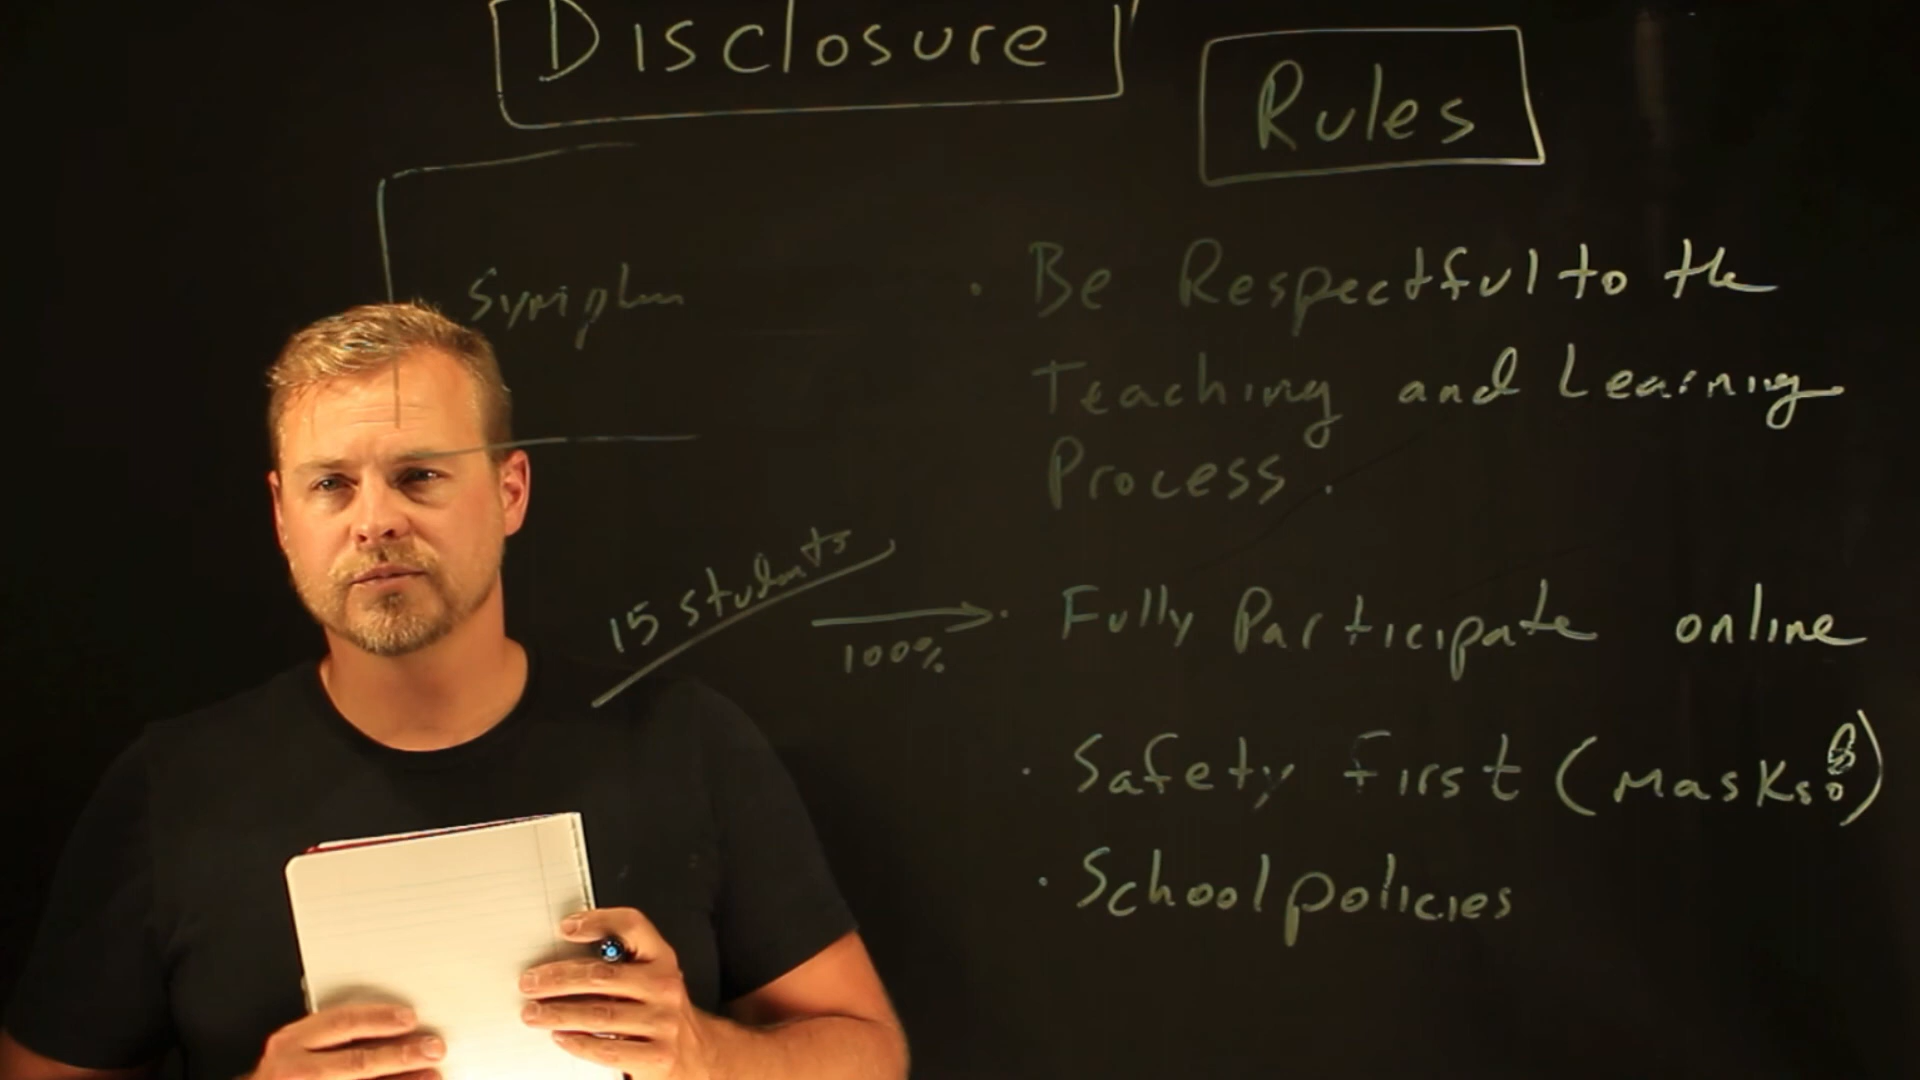 Disclosure
Rules
Be Respectful to the
Teaching and Learning
Process.
15 students
100%
Fully Participate online
Safety First (Masks!)
School policies